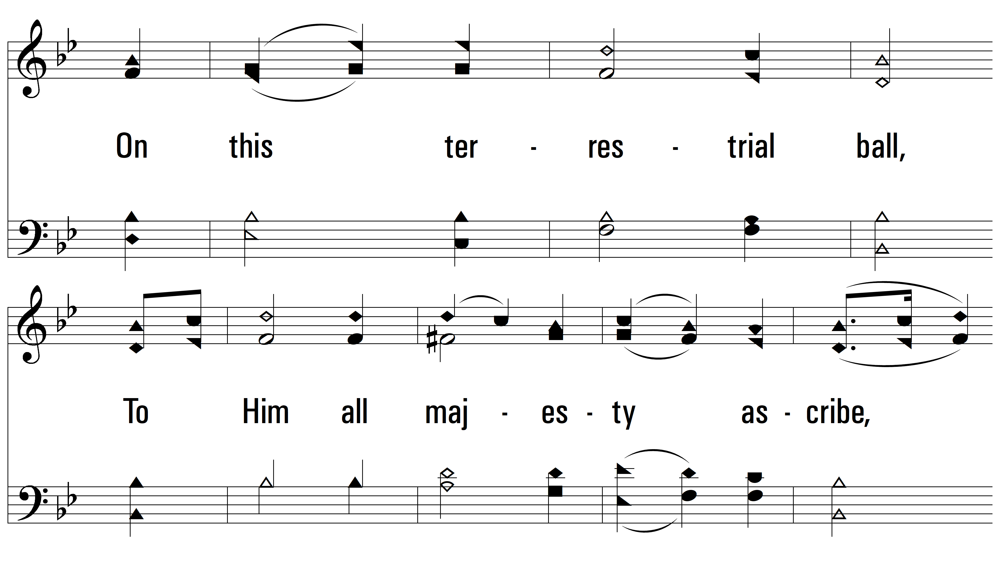 On this ter - res - trial ball,
To Him all maj - es - ty as - cribe,